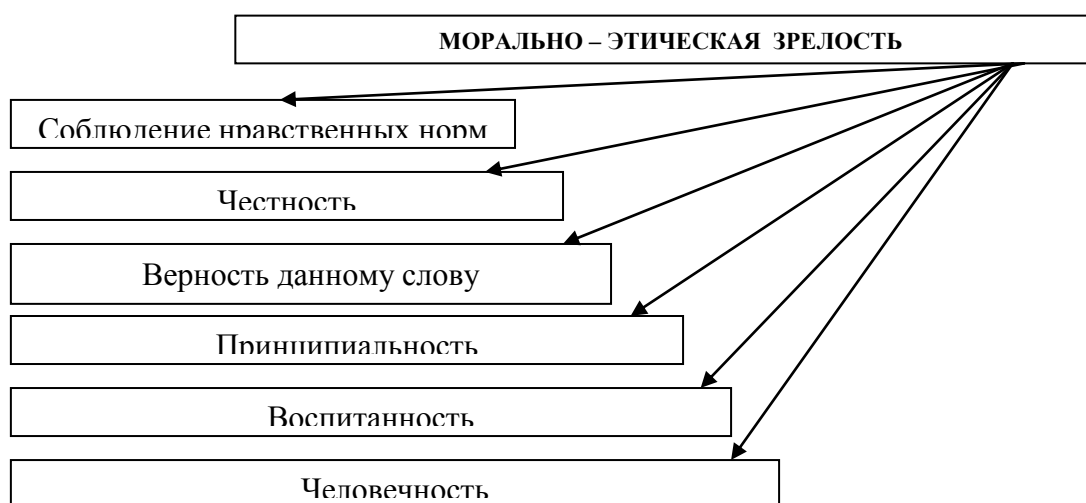 МОРАЛЬНО – ЭТИЧЕСКАЯ ЗРЕЛОСТЬ
Соблюдение нравственных норм
Честность
Верность данному слову
Принципиальность
Воспитанность
Человечность